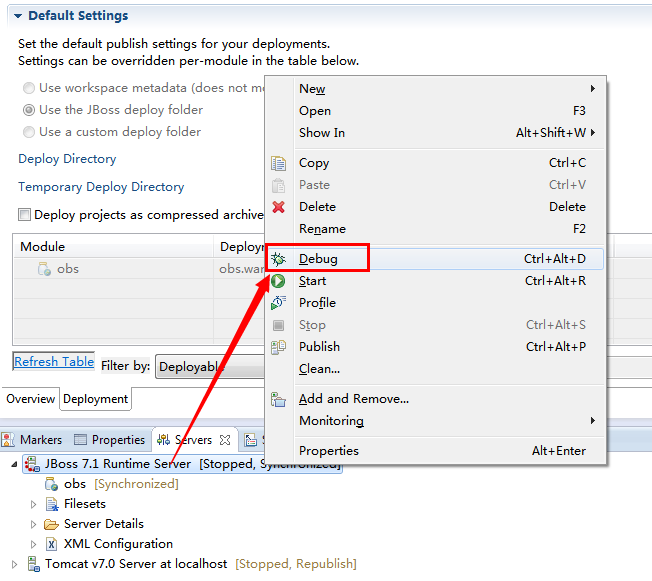 Default Settings
Set the default publish settings for your deployments.
Settings can be overridden per-module in the table below.
Use workspace metadata (does not mo
Use the JBoss deploy folder
Use a custom deploy folder
Deploy Directory
Temporary Deploy Directory
Deploy projects as compressed archive
Module Deployn
obs obs.war
Refresh Table Filter by: Deployable
Overview Deployment
New
Open F3
Show In Alt+Shift+W
Copy Ctrl+C
Paste Ctrl+V
Delete Delete
Rename F2
Debug Ctrl+Alt+D
Start Ctrl+Alt+R
Profile
Stop Ctrl+Alt+S
Publish Ctrl+Alt+P
Clean...
Add and Remove...
Monitoring
Properties Alt+Enter
Markers Properties Servers S
JBoss 7.1 Runtime Server [Stopped, Synchronized]
obs [Synchronized]
Filesets
Server Details
XML Configuration
Tomcat v7.0 Server at localhost [Stopped, Republish]